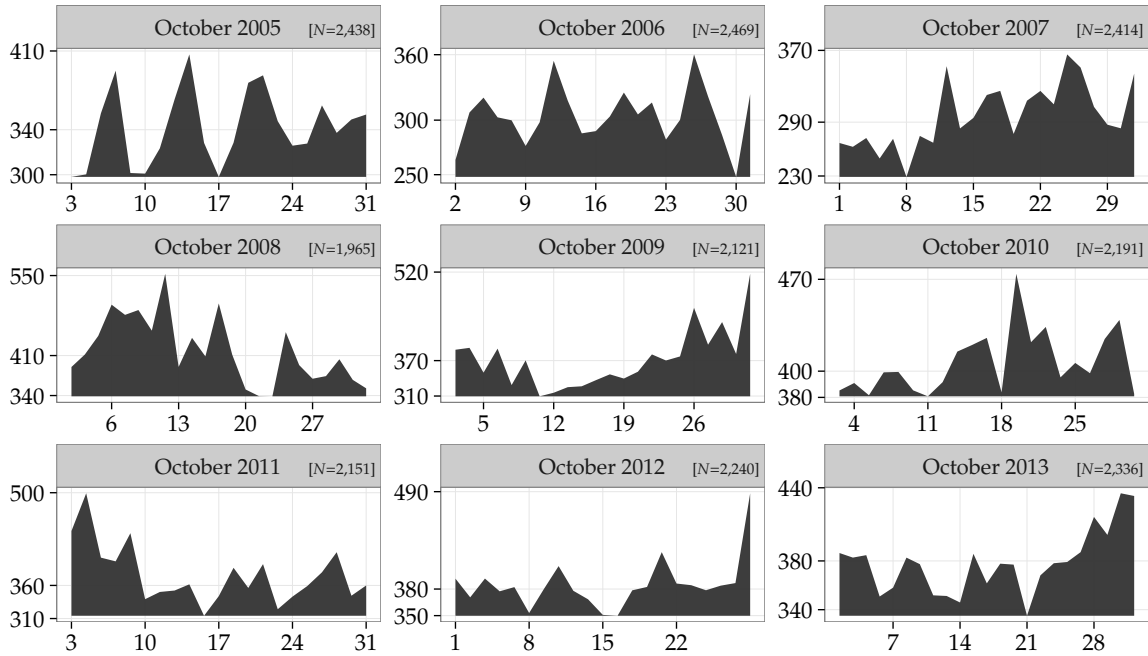 October 2005 [N=2,438]
410
340
300
3 10 17 24 31
October 2006 [N=2,469]
360
300
250
2 9 16 23 30
October 2007 [N=2,414]
370
290
230
1 8 15 22 29
October 2008 [N=1,965]
550
410
340
6 13 20 27
October 2009 [N=2,121]
520
370
310
5 12 19 26
October 2010 [N=2,191]
470
400
380
4 11 18 25
October 2011 [N=2,151]
500
360
310
3 10 17 24 31
October 2012 [N=2,240]
490
380
350
1 8 15 22
October 2013 [N=2,336]
440
380
340
7 14 21 28